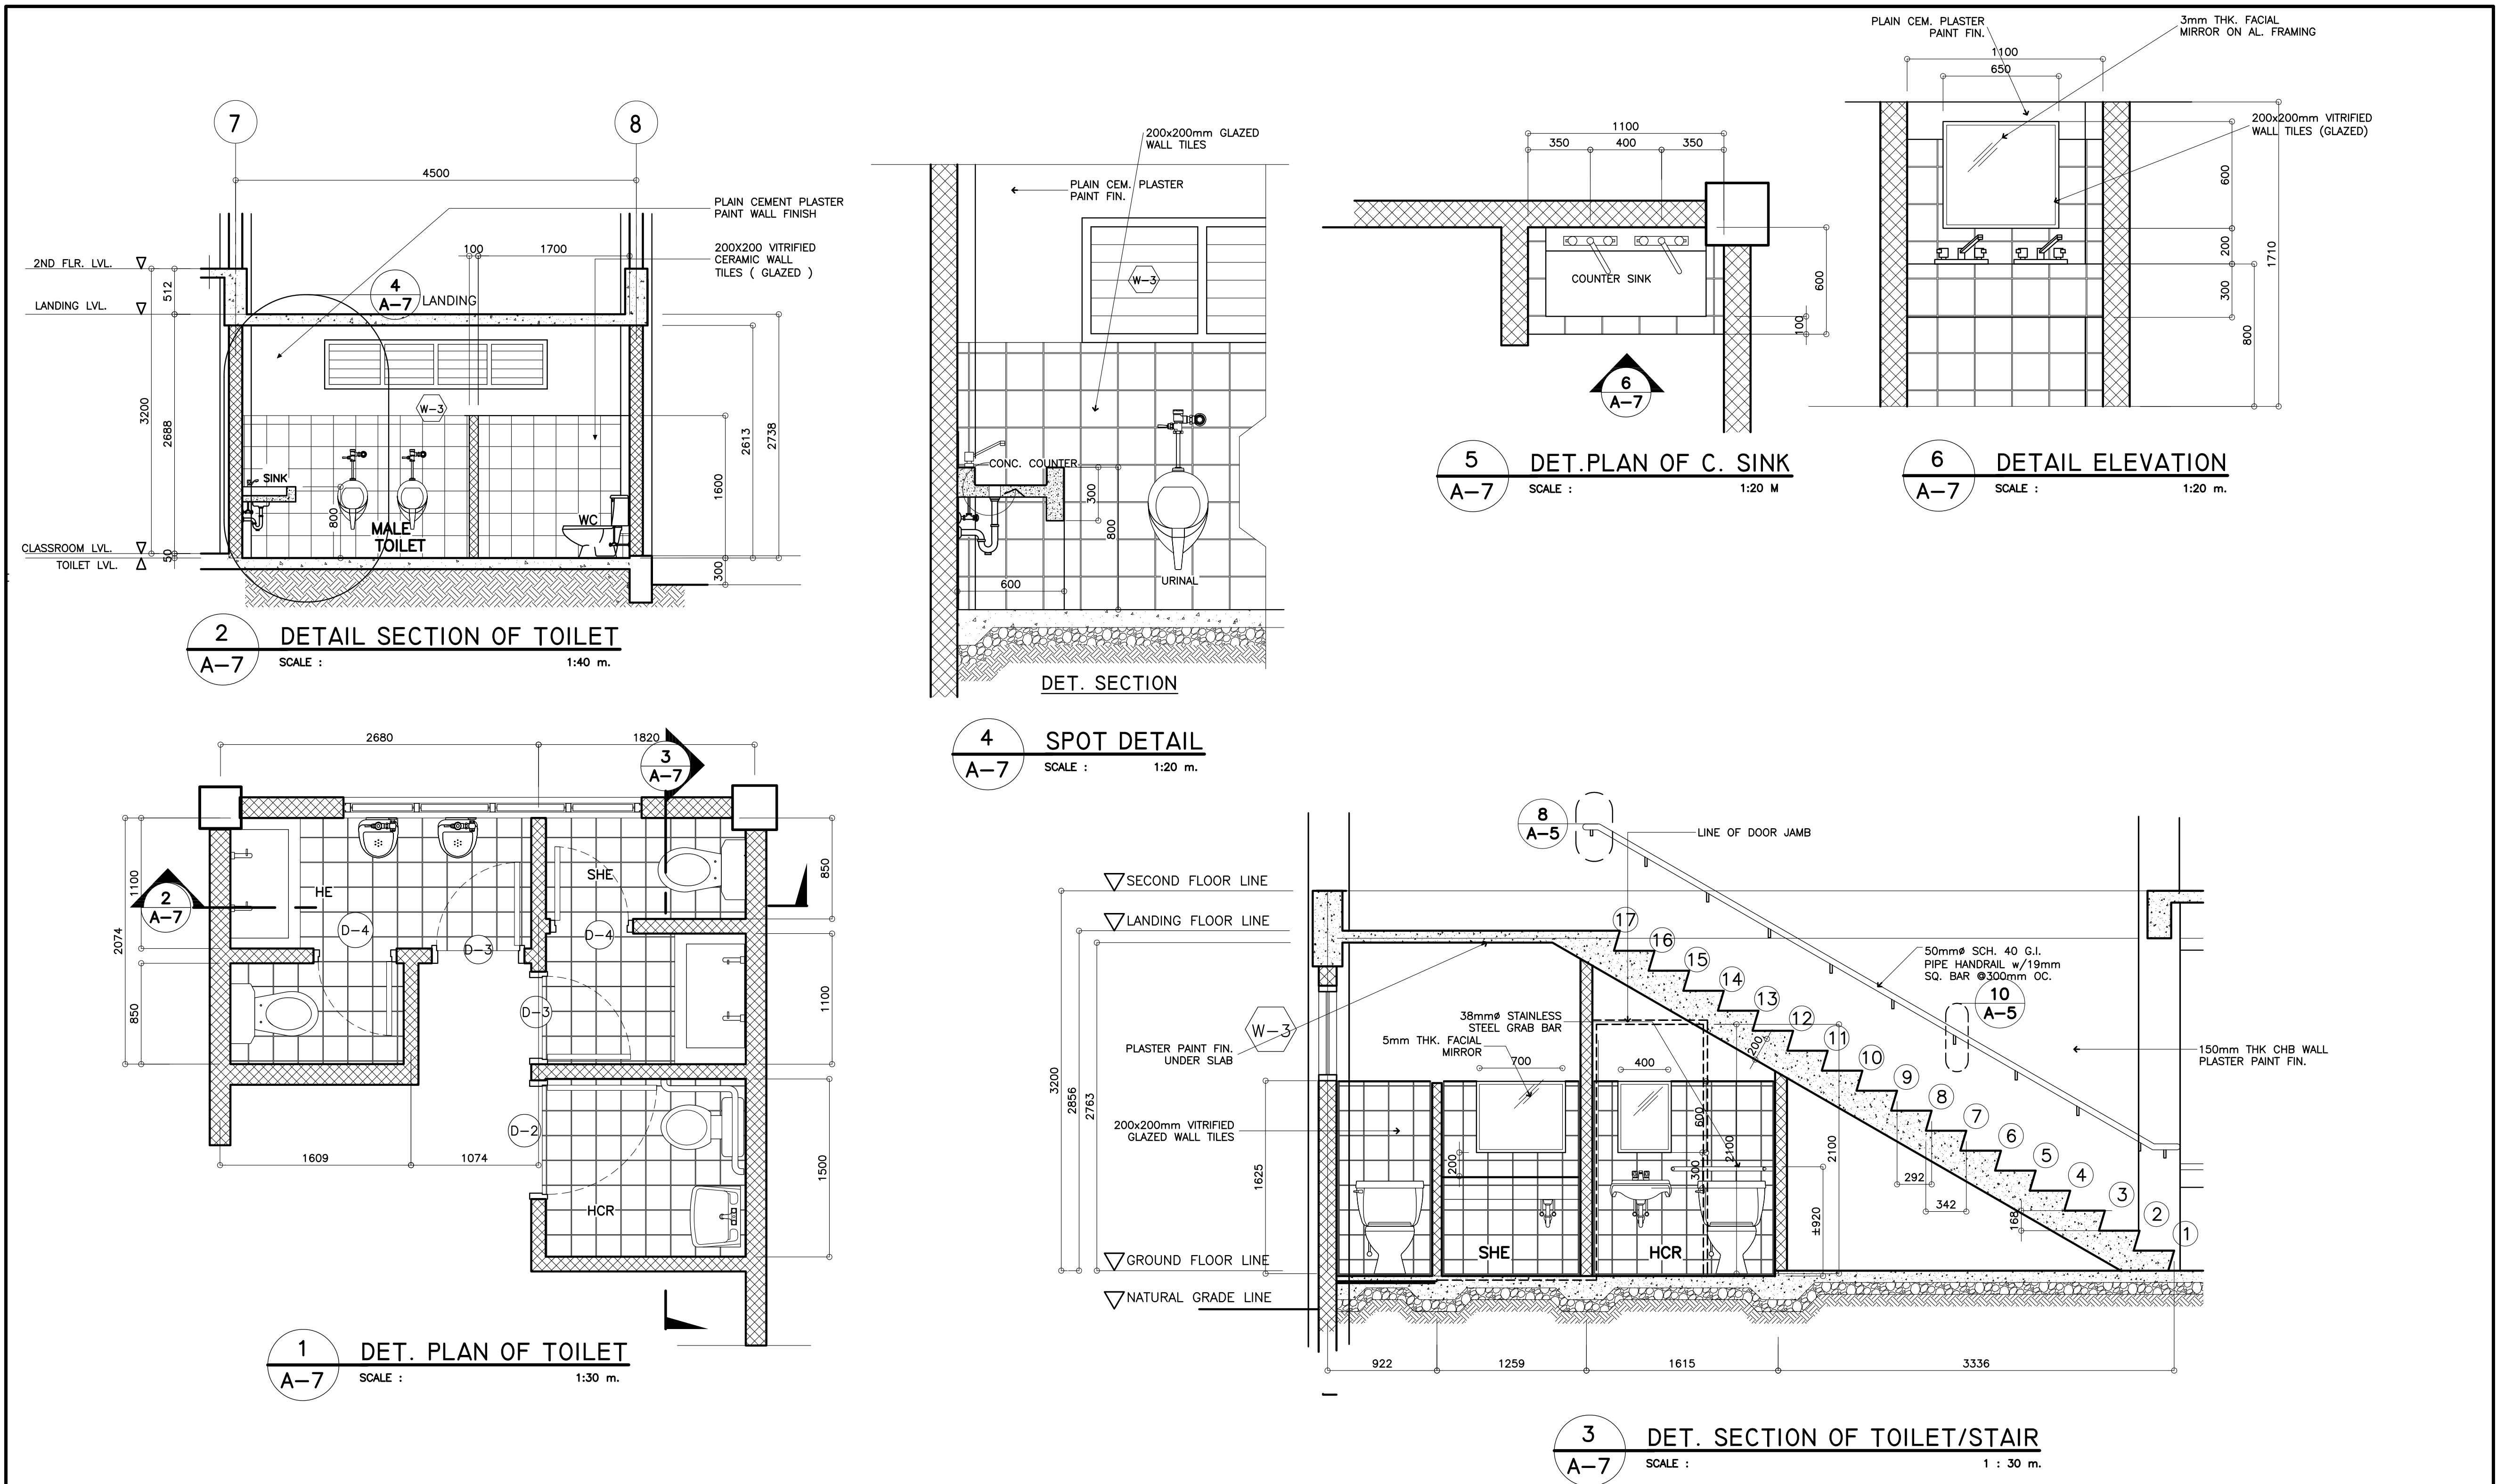 7
8
4500
PLAIN CEMENT PLASTER
PAINT WALL FINISH
100
1700
200X200 VITRIFIED
CERAMIC WALL
TILES ( GLAZED )
2ND FLR. LVL.
512
4
A-7
LANDING
LANDING LVL.
3200
2688
W-3
2613
2738
1600
SINK
800
MALE
TOILET
WC
CLASSROOM LVL.
50
TOILET LVL.
300
2
A-7
DETAIL SECTION OF TOILET
SCALE :
1:40 m.
200x200mm GLAZED
WALL TILES
PLAIN CEM. PLASTER
PAINT FIN.
W-3
CONC. COUNTER
300
800
600
URINAL
DET. SECTION
4
A-7
SPOT DETAIL
SCALE :
1:20 m.
1100
350
400
350
COUNTER SINK
600
100
6
A-7
5
A-7
DET.PLAN OF C. SINK
SCALE :
1:20 M
PLAIN CEM. PLASTER
PAINT FIN.
3mm THK. FACIAL
MIRROR ON AL. FRAMING
1100
650
200x200mm VITRIFIED
WALL TILES (GLAZED)
600
200
300
800
1710
6
A-7
DETAIL ELEVATION
SCALE :
1:20 m.
2680
1820
3
A-7
1100
2074
850
2
A-7
HE
SHE
D-4
D-3
D-4
D-3
D-2
850
1100
1500
1609
1074
HCR
1
A-7
DET. PLAN OF TOILET
SCALE :
1:30 m.
8
A-5
LINE OF DOOR JAMB
SECOND FLOOR LINE
LANDING FLOOR LINE
17
16
15
14
13
12
11
10
9
8
7
6
5
4
3
2
1
50mmø SCH. 40 G.I.
PIPE HANDRAIL w/19mm
SQ. BAR @300mm OC.
10
A-5
38mmø STAINLESS
STEEL GRAB BAR
5mm THK. FACIAL
MIRROR
W-3
PLASTER PAINT FIN.
UNDER SLAB
150mm THK CHB WALL
PLASTER PAINT FIN.
700
400
200
3200
2856
2763
200x200mm VITRIFIED
GLAZED WALL TILES
1625
200
600
300
2100
2100
±920
292
342
168
SHE
HCR
GROUND FLOOR LINE
NATURAL GRADE LINE
922
1259
1615
3336
3
A-7
DET. SECTION OF TOILET/STAIR
SCALE :
1 : 30 m.